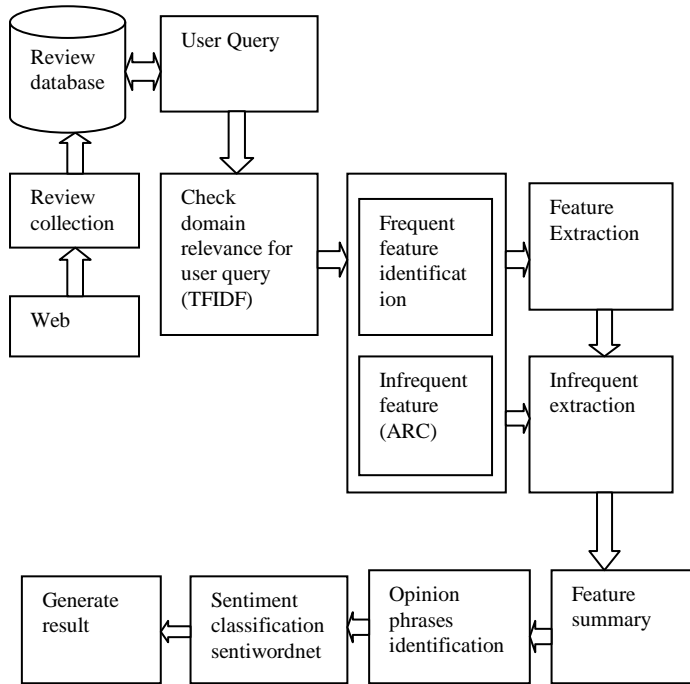 Review
database
User Query
Review
collection
Web
Check
domain
relevance for
user query
(TFIDF)
Frequent
feature
identificat
ion
Infrequent
feature
(ARC)
Feature
Extraction
Infrequent
extraction
Feature
summary
Opinion
phrases
identification
Sentiment
classification
sentiwordnet
Generate
result